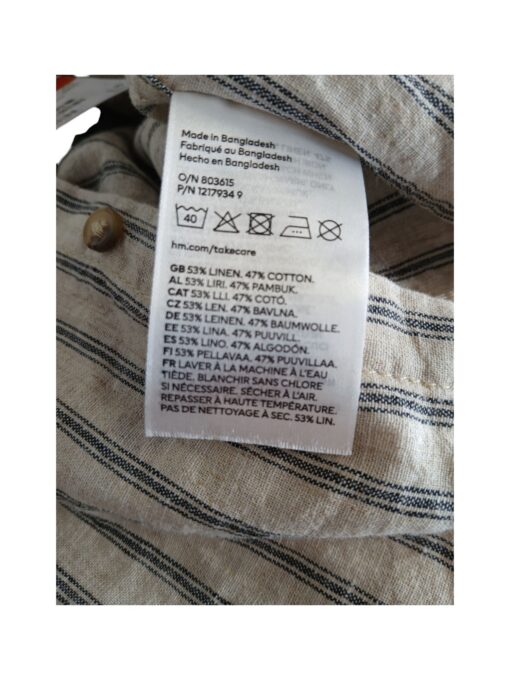 Made in Bangladesh
Fabriqué au Bangladesh
Hecho en Bangladesh
O/N 803615
P/N 1217934 9
40
hm.com/takecare
GB 53% LINEN. 47% COTTON.
AL 53% LIRI. 47% PAMBUK.
CAT 53% LLI. 47% COTÓ.
CZ 53% LEN. 47% BAVLNA.
DE 53% LEINEN. 47% BAUMWOLLE.
EE 53% LINA. 47% PUUVILL.
ES 53% LINO. 47% ALGODÓN.
FI 53% PELLAVAA. 47% PUUVILLAA.
FR LAVER À LA MACHINE À L'EAU
TIÈDE. BLANCHIR SANS CHLORE
SI NÉCESSAIRE. SÉCHER À L'AIR.
REPASSER À HAUTE TEMPÉRATURE.
PAS DE NETTOYAGE À SEC. 53% LIN.